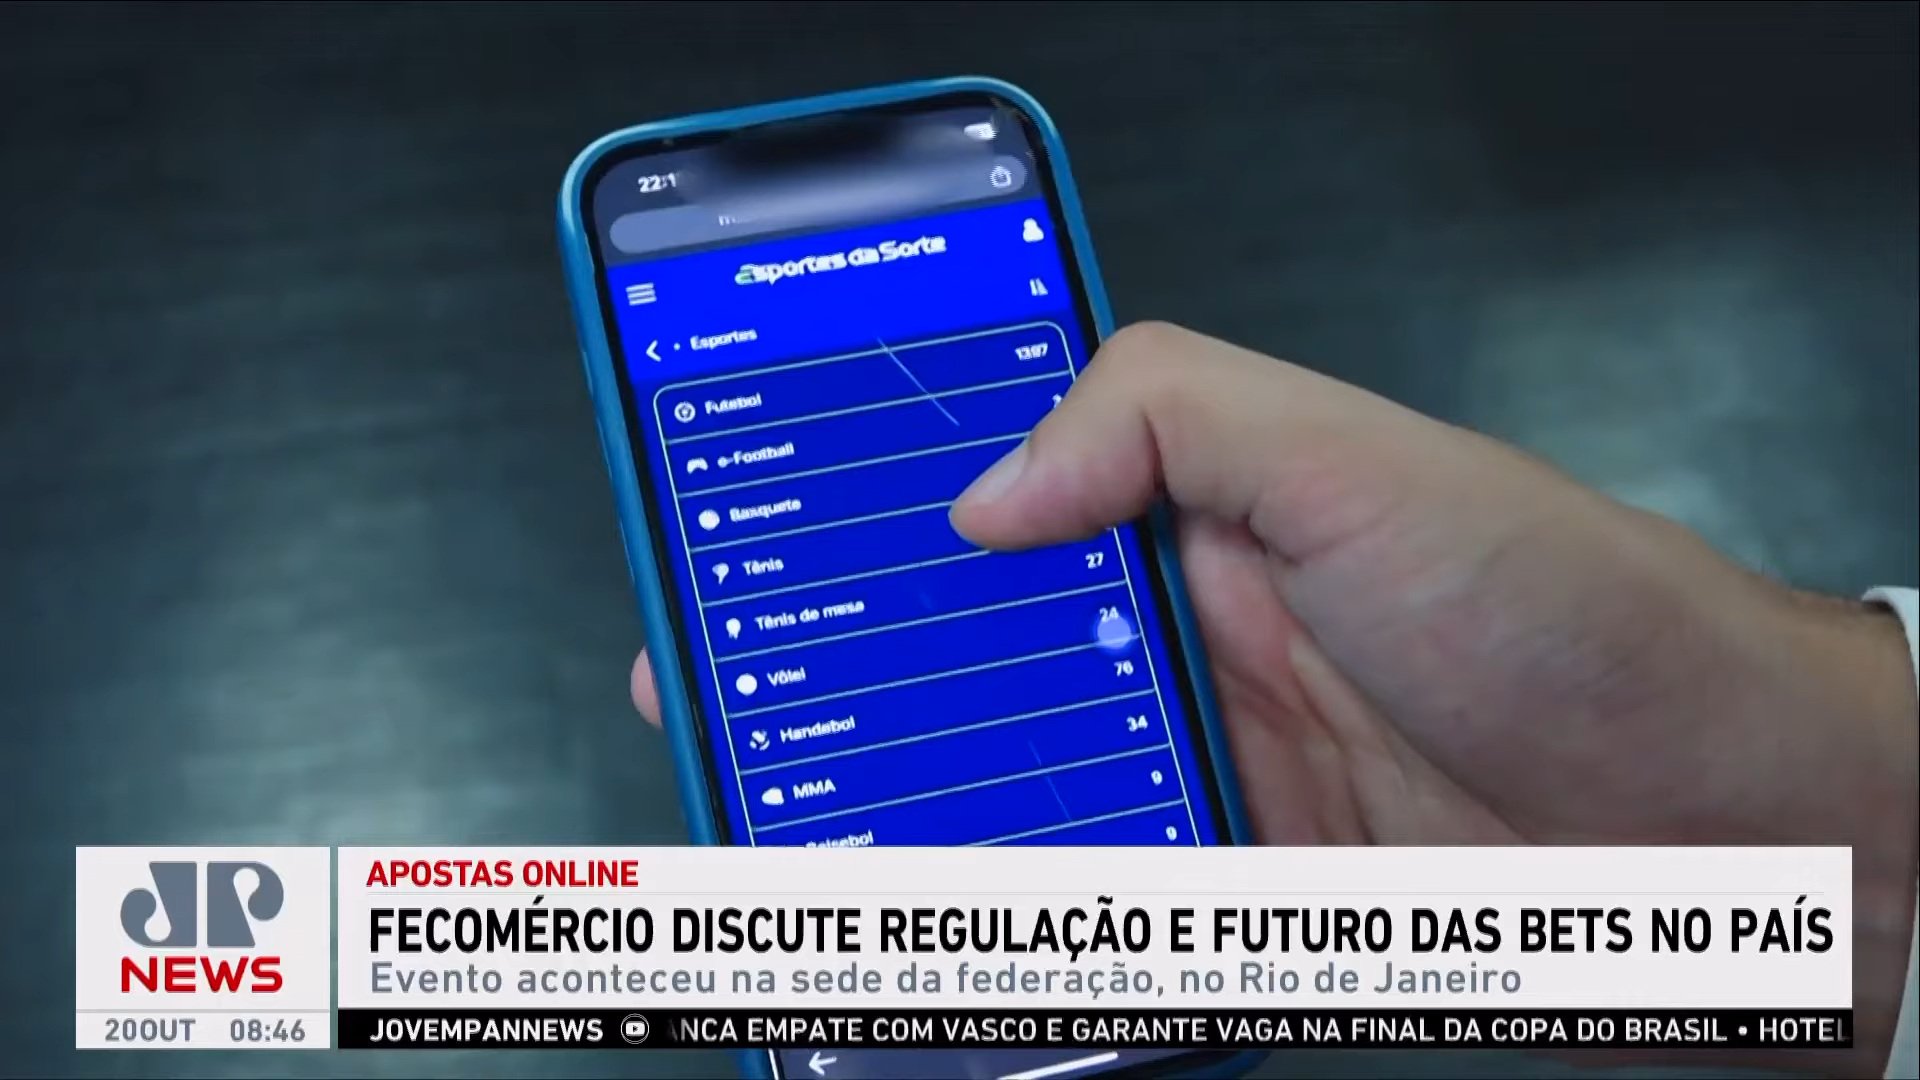 22:1
Esportes da Sorte
Esportes
Futebol 1397
e-Football
Basquete
Tênis
Tênis de mesa 27
Vôlei 24
Handebol 76
MMA 34
Beisebol 9
9
APOSTAS ONLINE
FECOMÉRCIO DISCUTE REGULAÇÃO E FUTURO DAS BETS NO PAÍS
Evento aconteceu na sede da federação, no Rio de Janeiro
JP
NEWS
20OUT 08:46
JOVEMPANNEWS ANCA EMPATE COM VASCO E GARANTE VAGA NA FINAL DA COPA DO BRASIL • HOTEL